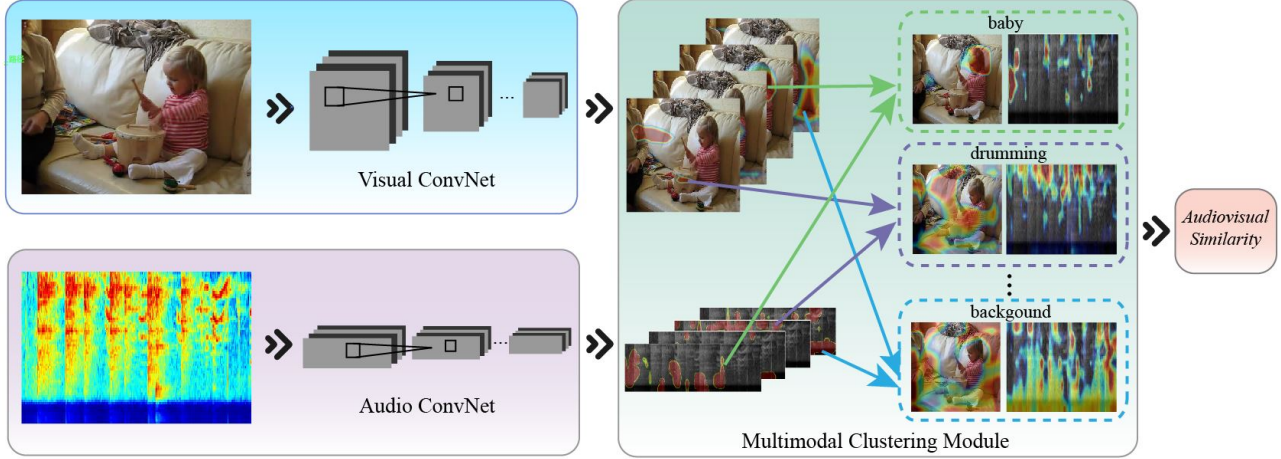 Visual ConvNet
Audio ConvNet
baby
drumming
backgound
Multimodal Clustering Module
Audiovisual
Similarity